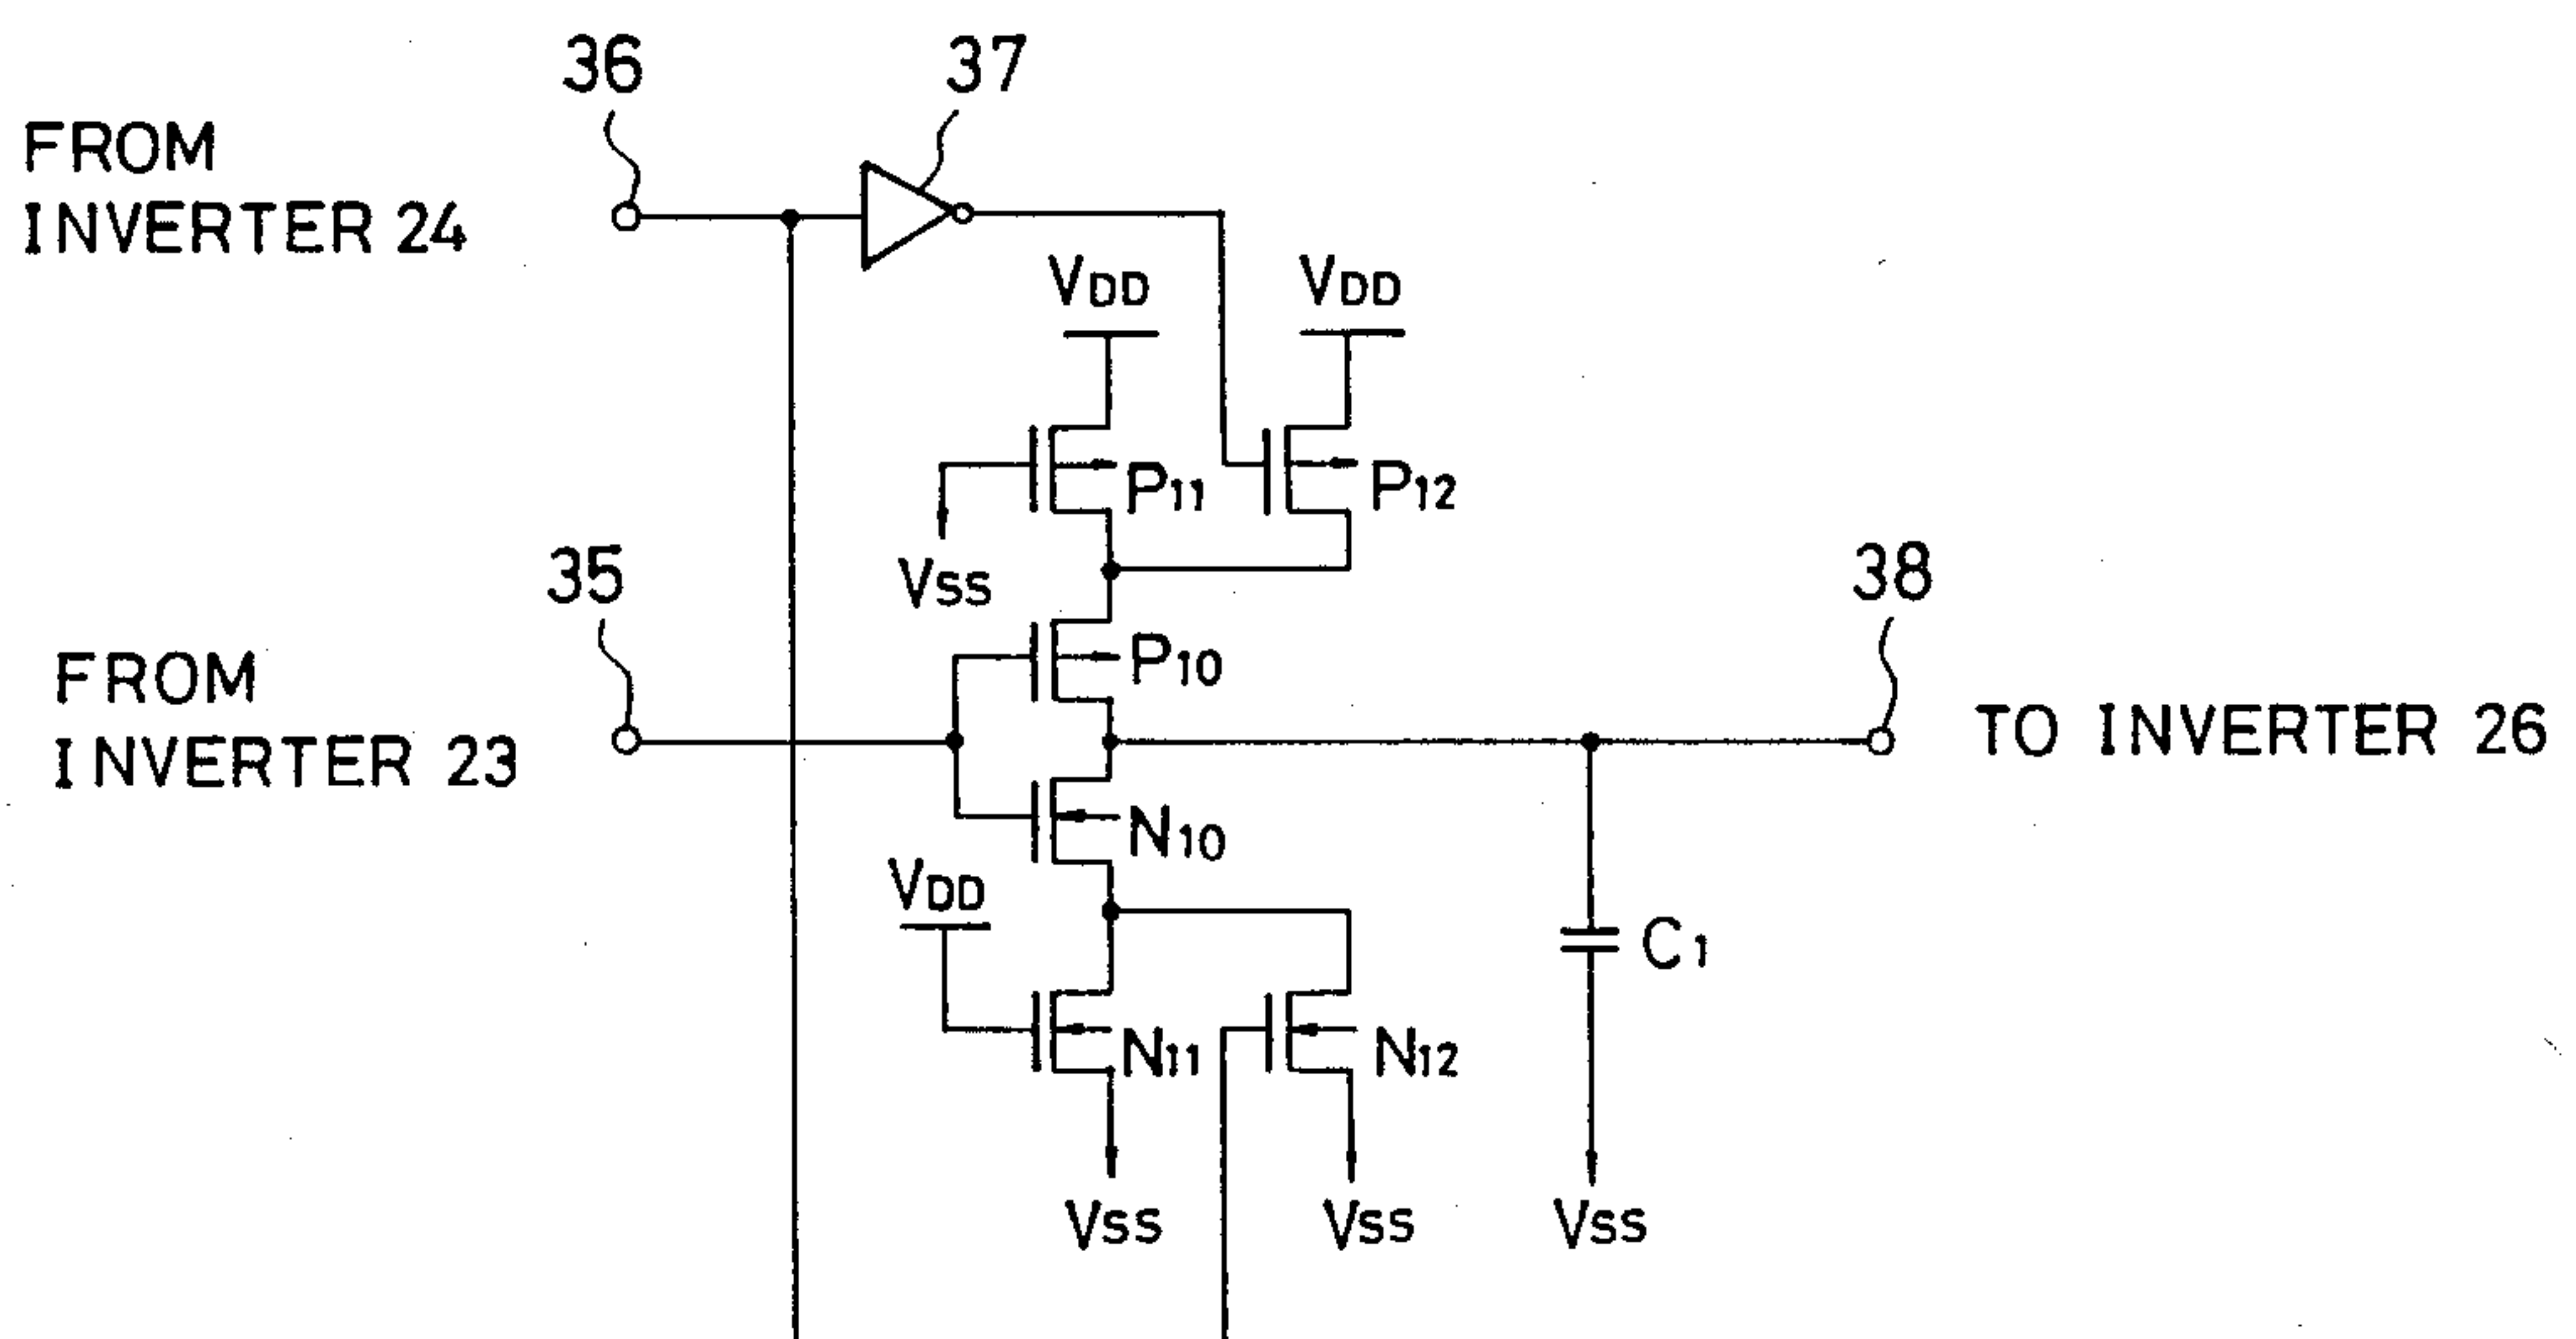 36
37
FROM
INVERTER 24
VDD
VDD
P11
P12
VSS
35
38
FROM
INVERTER 23
P10
TO INVERTER 26
N10
VDD
C1
N11
N12
VSS
VSS
VSS